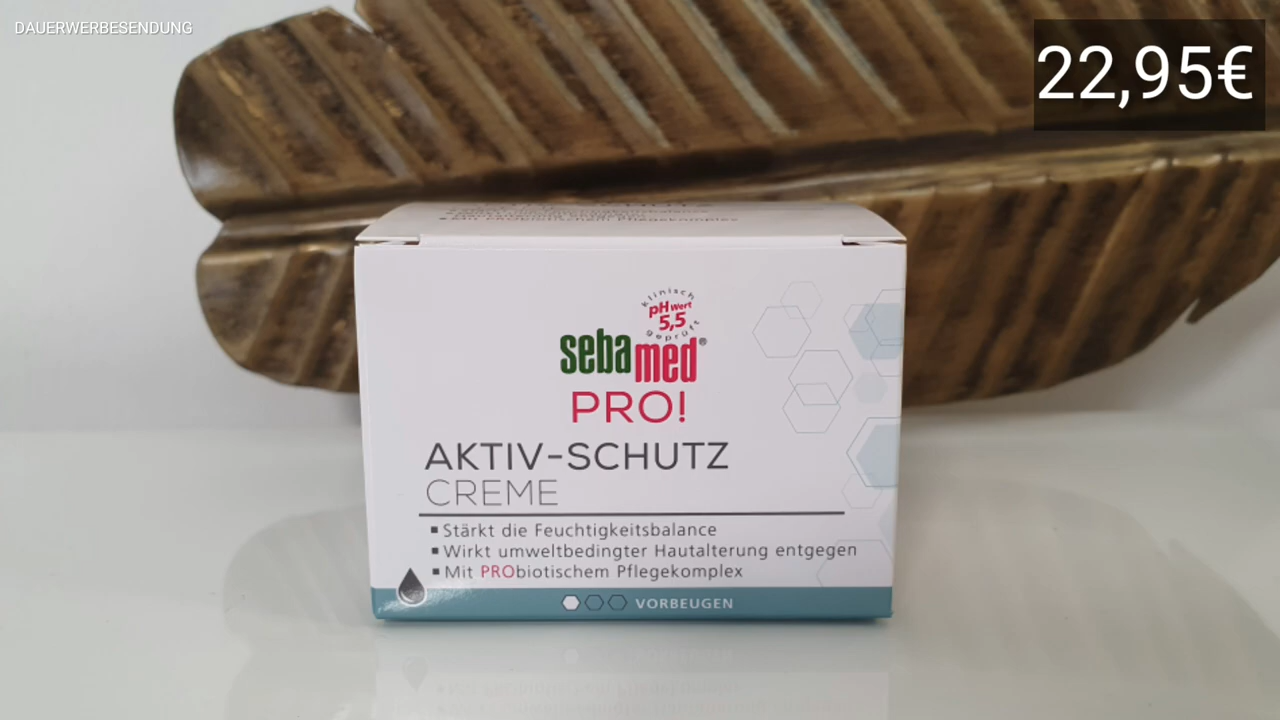 DAUERWERBESENDUNG
22,95€
klinisch
pH Wert
5,5
geprüft
sebamed®
PRO!
AKTIV-SCHUTZ
CREME
▪ Stärkt die Feuchtigkeitsbalance
▪ Wirkt umweltbedingter Hautalterung entgegen
▪ Mit PRObiotischem Pflegekomplex
VORBEUGEN